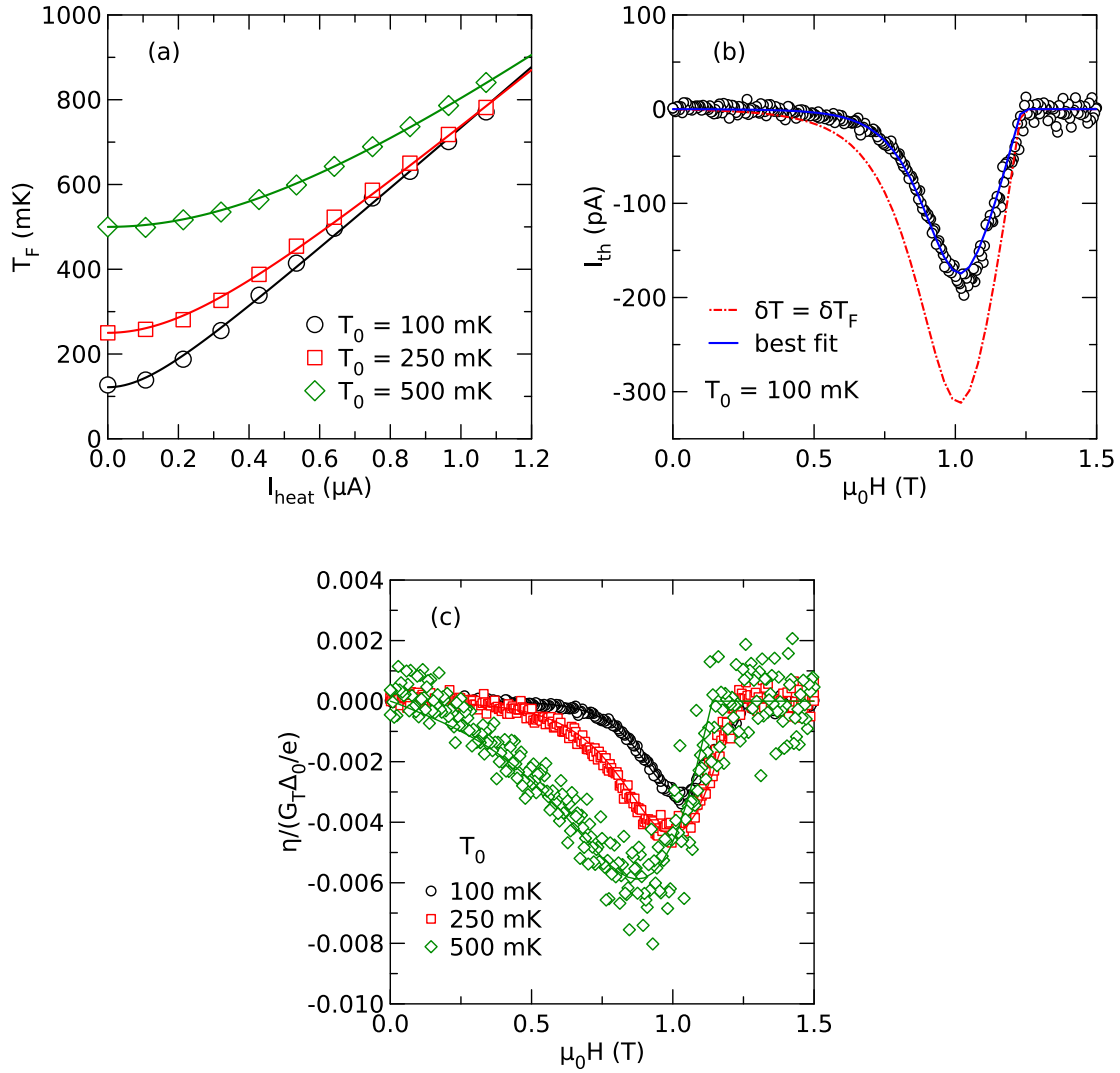 (a)
1000
800
600
400
200
0
T_F (mK)
T_0 = 100 mK
T_0 = 250 mK
T_0 = 500 mK
0.0 0.2 0.4 0.6 0.8 1.0 1.2
I_heat (μA)
(b)
100
0
-100
-200
-300
I_th (pA)
δT = δT_F
best fit
T_0 = 100 mK
-350
0.0 0.5 1.0 1.5
μ_0H (T)
(c)
0.004
0.002
0.000
-0.002
-0.004
-0.006
-0.008
-0.010
η/(G_TΔ_0/e)
T_0
100 mK
250 mK
500 mK
0.0 0.5 1.0 1.5
μ_0H (T)